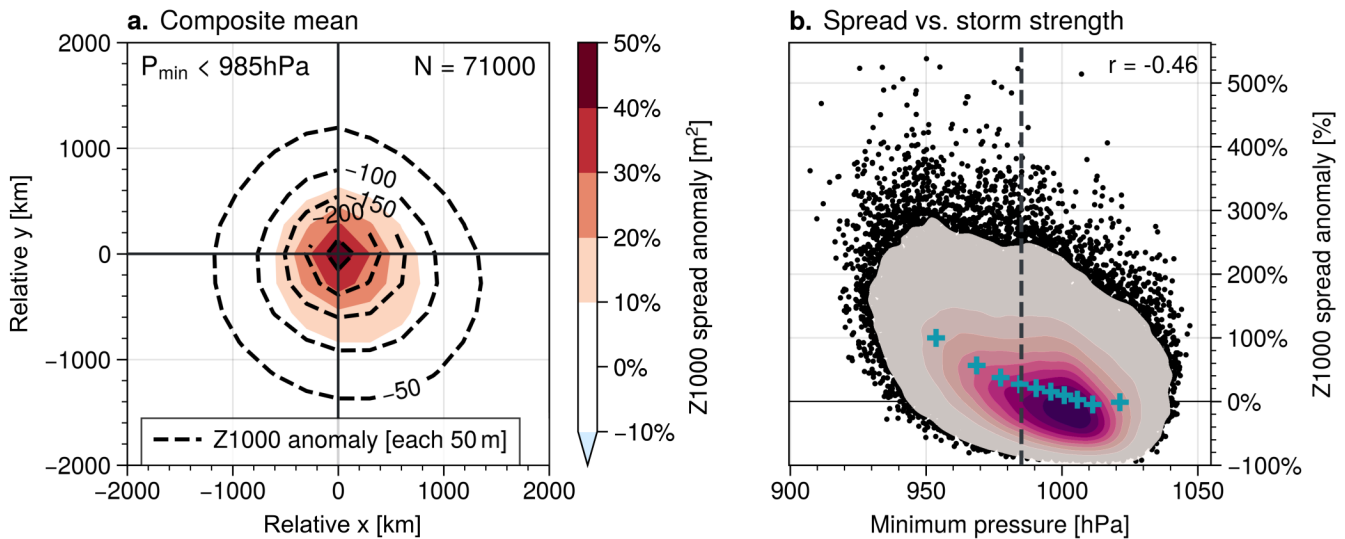 a. Composite mean
P_min < 985hPa
N = 71000
2000
1000
0
−1000
−2000
−2000
−1000
0
1000
2000
Relative y [km]
Relative x [km]
−100
−150
−200
−50
Z1000 anomaly [each 50 m]
50%
40%
30%
20%
10%
0%
−10%
Z1000 spread anomaly [m²]
b. Spread vs. storm strength
r = -0.46
500%
400%
300%
200%
100%
0%
−100%
Z1000 spread anomaly [%]
900
950
1000
1050
Minimum pressure [hPa]